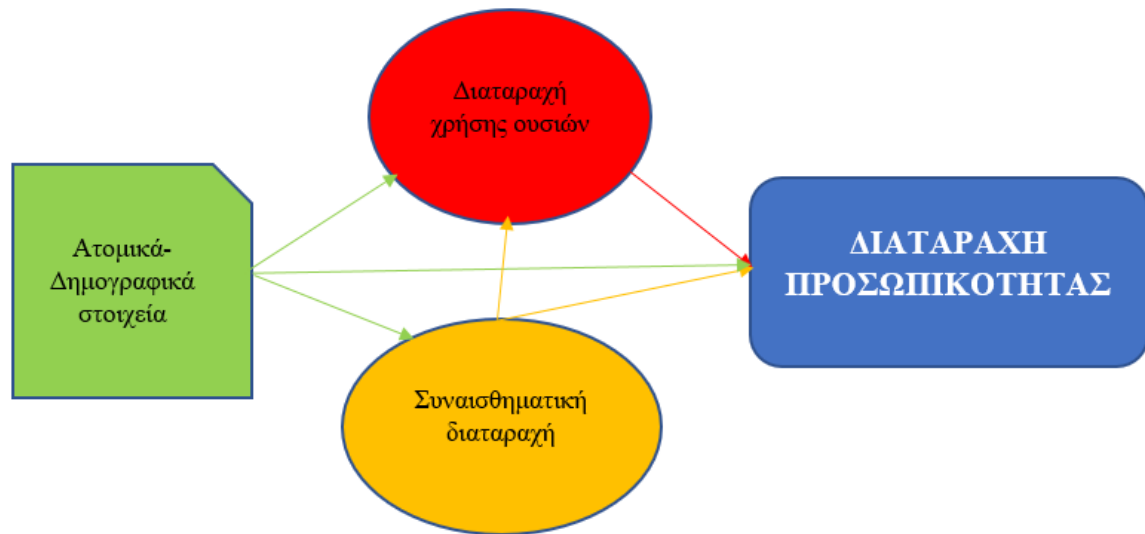 Διαταραχή
χρήσης ουσιών
Ατομικά-
Δημογραφικά
στοιχεία
ΔΙΑΤΑΡΑΧΗ
ΠΡΟΣΩΠΙΚΟΤΗΤΑΣ
Συναισθηματική
διαταραχή